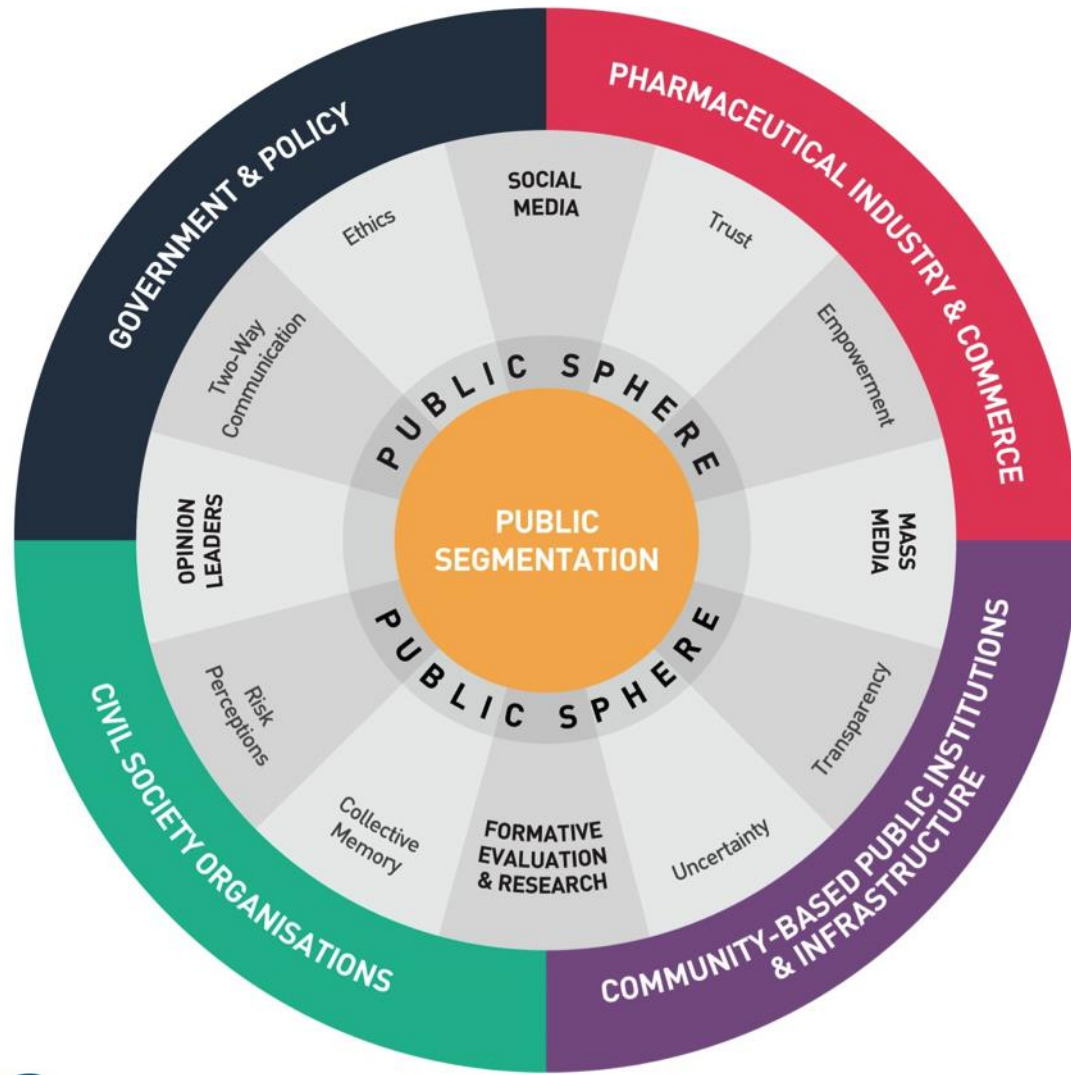 GOVERNMENT & POLICY
PHARMACEUTICAL INDUSTRY & COMMERCE
SOCIAL
MEDIA
Ethics
Trust
Two-Way
Communication
Empowerment
PUBLIC SPHERE
OPINION
LEADERS
PUBLIC
SEGMENTATION
MASS
MEDIA
PUBLIC SPHERE
Risk
Perceptions
Transparency
Collective
Memory
FORMATIVE
EVALUATION
& RESEARCH
Uncertainty
CIVIL SOCIETY ORGANISATIONS
COMMUNITY-BASED PUBLIC INSTITUTIONS
& INFRASTRUCTURE